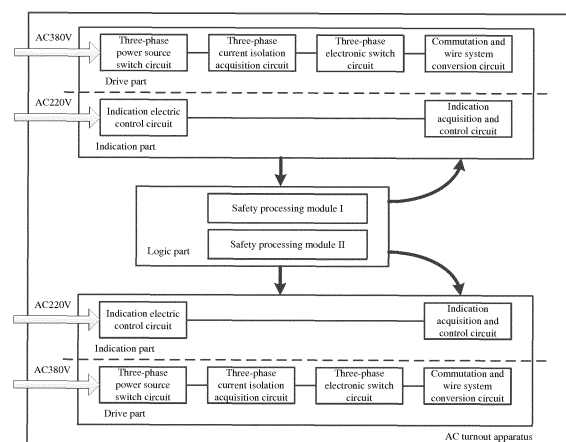 AC380V
Three-phase
power source
switch circuit
Three-phase
current isolation
acquisition circuit
Three-phase
electronic switch
circuit
Commutation and
wire system
conversion circuit
Drive part
AC220V
Indication electric
control circuit
Indication
acquisition and
control circuit
Indication part
Safety processing module I
Safety processing module II
Logic part
AC220V
Indication electric
control circuit
Indication
acquisition and
control circuit
Indication part
AC380V
Three-phase
power source
switch circuit
Three-phase
current isolation
acquisition circuit
Three-phase
electronic switch
circuit
Commutation and
wire system
conversion circuit
Drive part
AC turnout apparatus